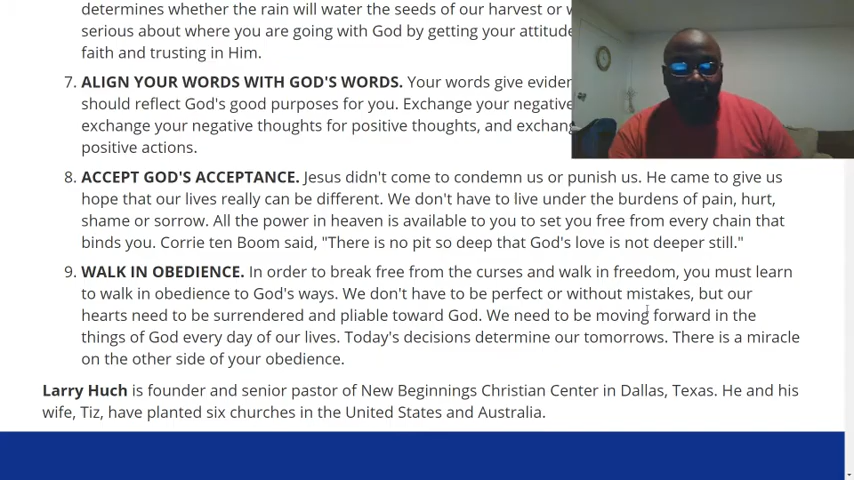 determines whether the rain will water the seeds of our harvest or
serious about where you are going with God by getting your attitude
faith and trusting in Him.
7. ALIGN YOUR WORDS WITH GOD'S WORDS. Your words give
should reflect God's good purposes for you. Exchange your negative
exchange your negative thoughts for positive thoughts, and
positive actions.
8. ACCEPT GOD'S ACCEPTANCE. Jesus didn't come to condemn us or punish us. He came to give us
hope that our lives really can be different. We don't have to live under the burdens of pain, hurt,
shame or sorrow. All the power in heaven is available to you to set you free from every chain that
binds you. Corrie ten Boom said, "There is no pit so deep that God's love is not deeper still."
9. WALK IN OBEDIENCE. In order to break free from the curses and walk in freedom, you must learn
to walk in obedience to God's ways. We don't have to be perfect or without mistakes, but our
hearts need to be surrendered and pliable toward God. We need to be moving forward in the
things of God every day of our lives. Today's decisions determine our tomorrows. There is a miracle
on the other side of your obedience.
Larry Huch is founder and senior pastor of New Beginnings Christian Center in Dallas, Texas. He and his
wife, Tiz, have planted six churches in the United States and Australia.